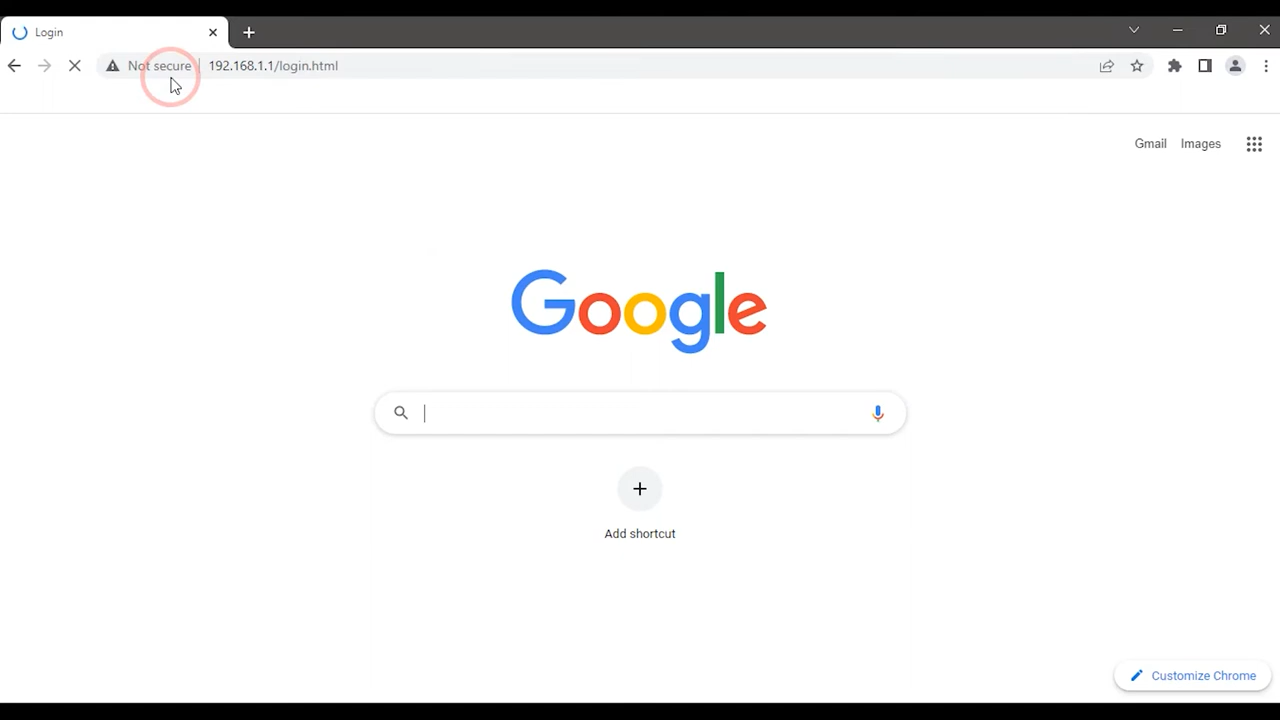 Login
Not secure 192.168.1.1/login.html
Gmail Images
Google
Add shortcut
Customize Chrome